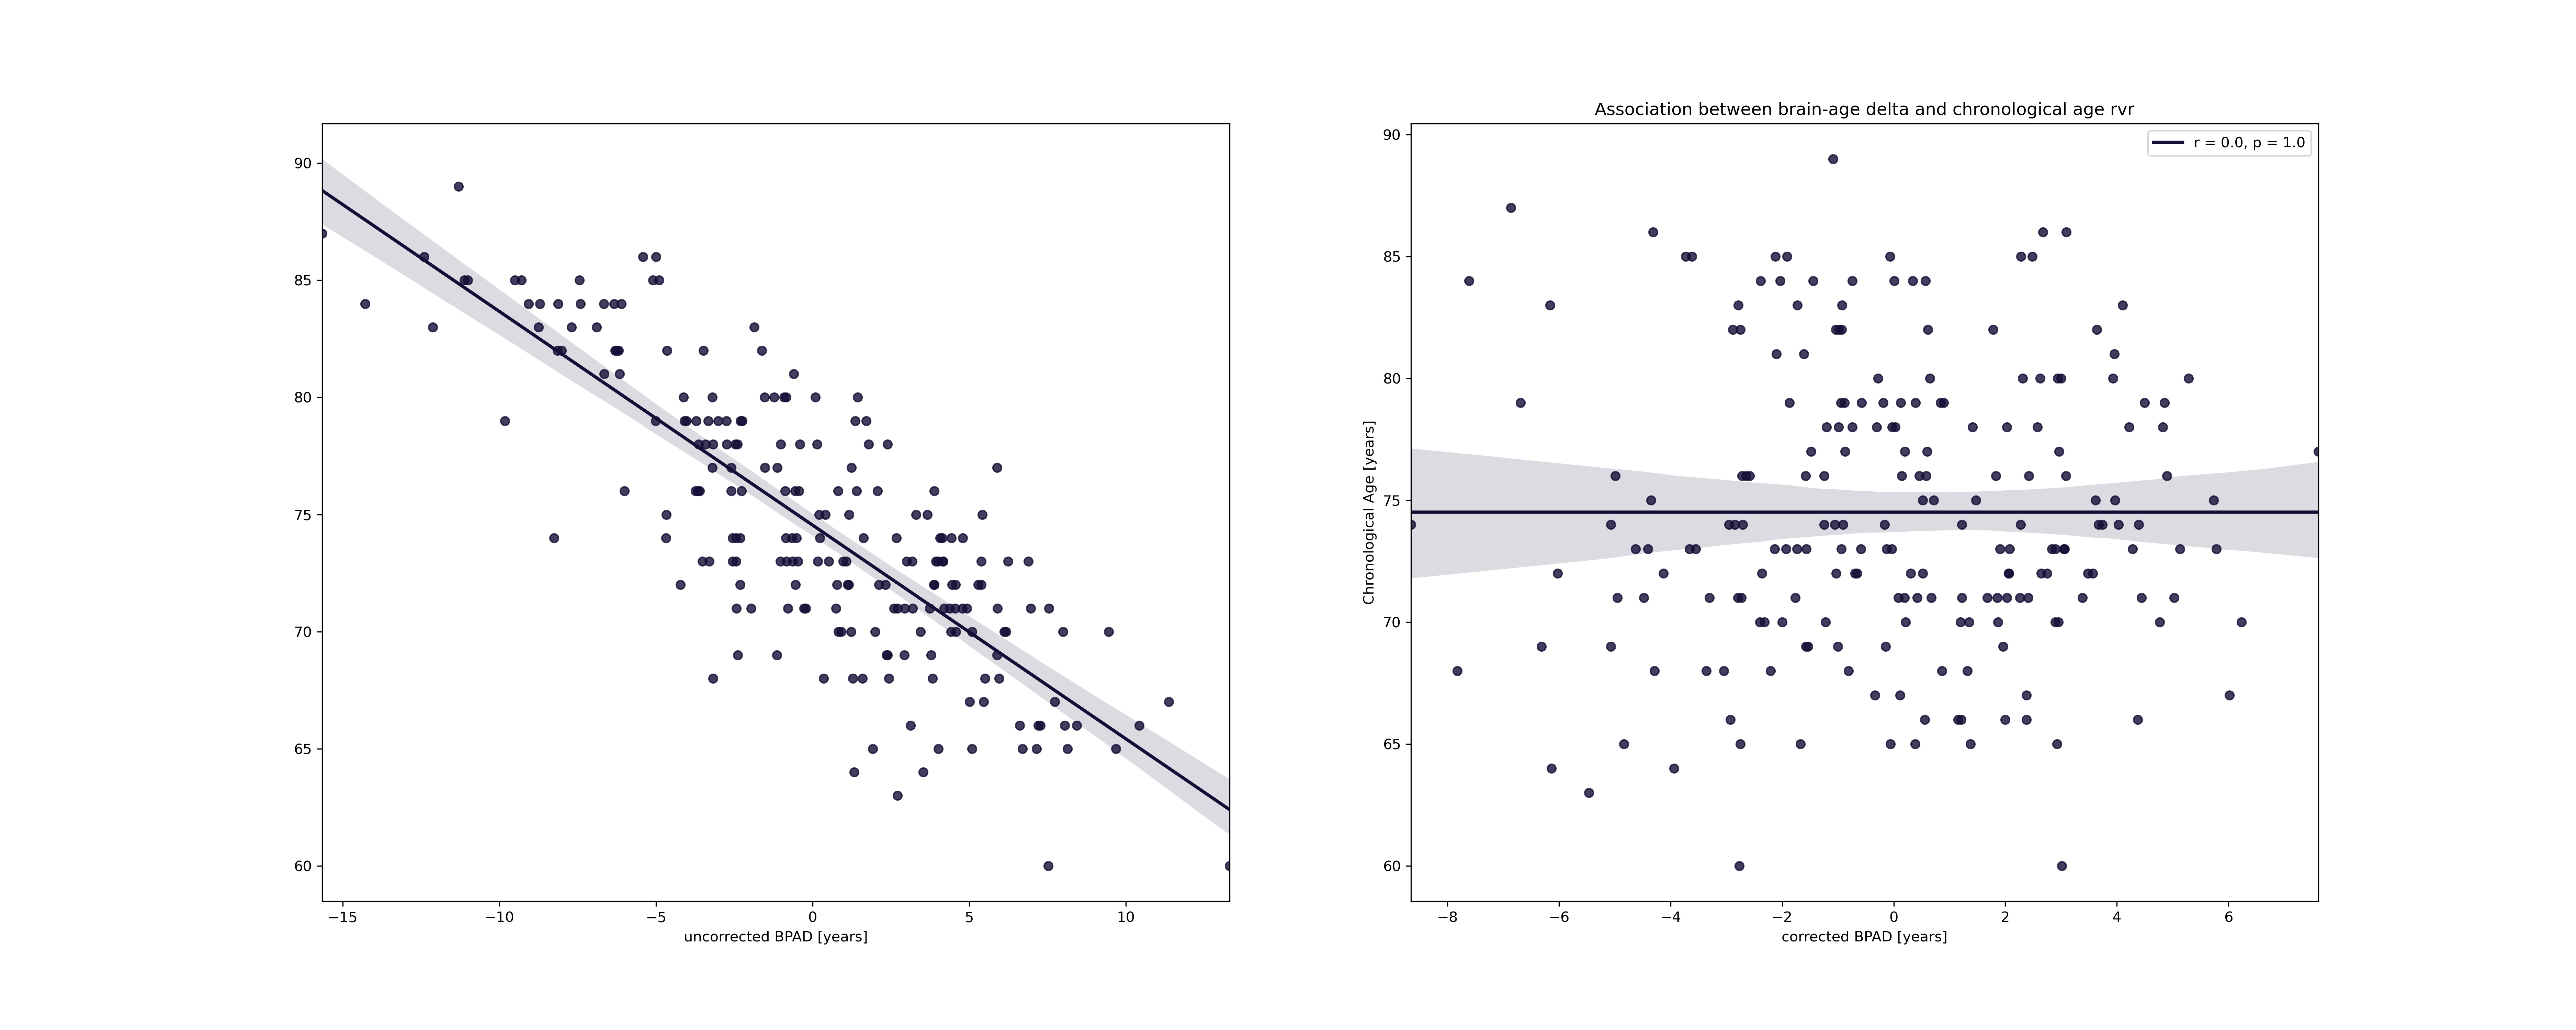 90
85
80
75
70
65
60
−15 −10 −5 0 5 10
uncorrected BPAD [years]
Association between brain-age delta and chronological age rvr
r = 0.0, p = 1.0
Chronological Age [years]
90
85
80
75
70
65
60
−8 −6 −4 −2 0 2 4 6
corrected BPAD [years]